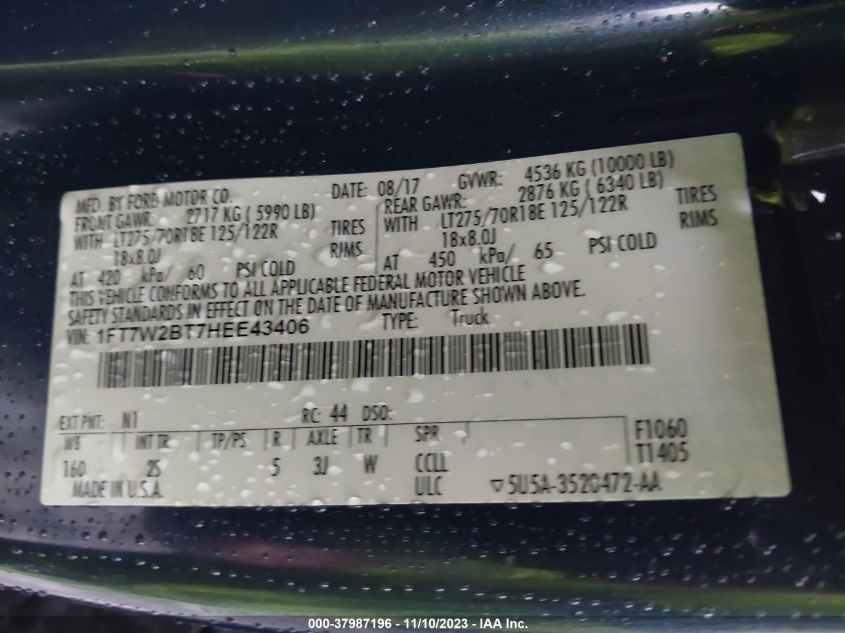 MFD. BY FORD MOTOR CO. DATE: 08/17 GVWR: 4536 KG (10000 LB)
FRONT GAWR: 2717 KG ( 5990 LB) REAR GAWR: 2876 KG ( 6340 LB)
WITH LT275/70R18E 125/122R TIRES WITH LT275/70R18E 125/122R TIRES
18x8.0J RIMS 18x8.0J RIMS
AT 420 kPa/ 60 PSI COLD AT 450 kPa/ 65 PSI COLD
THIS VEHICLE CONFORMS TO ALL APPLICABLE FEDERAL MOTOR VEHICLE
SAFETY STANDARDS IN EFFECT ON THE DATE OF MANUFACTURE SHOWN ABOVE.
VIN: 1FT7W2BT7HEE43406 TYPE: Truck
EXT PNT: N1 RC: 44 DSO:
WB INT TR TP/PS R AXLE TR SPR F1060
160 2S 5 3J W CCLL T1405
MADE IN U.S.A. ULC ▽5U5A-3520472-AA
000-37987196 - 11/10/2023 - IAA Inc.